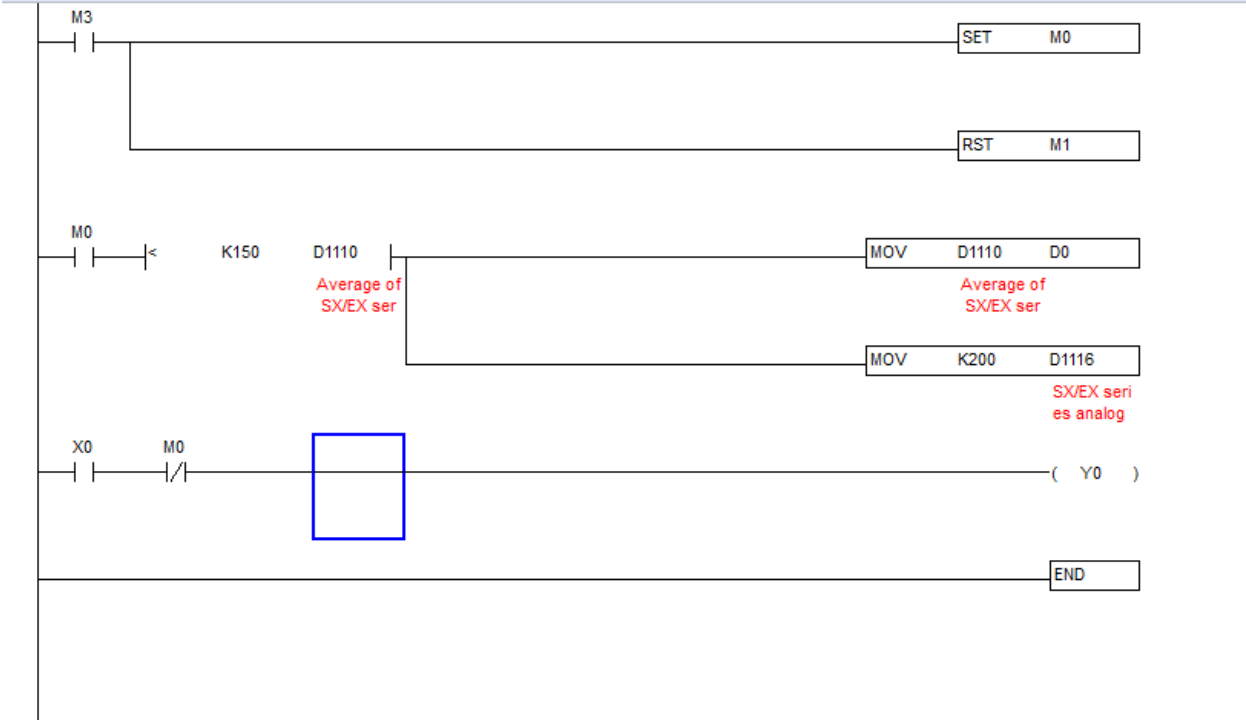 M3
SET M0
RST M1
M0
< K150 D1110
MOV D1110 D0
Average of
SX/EX ser
Average of
SX/EX ser
MOV K200 D1116
SX/EX seri
es analog
X0 M0
( Y0 )
END